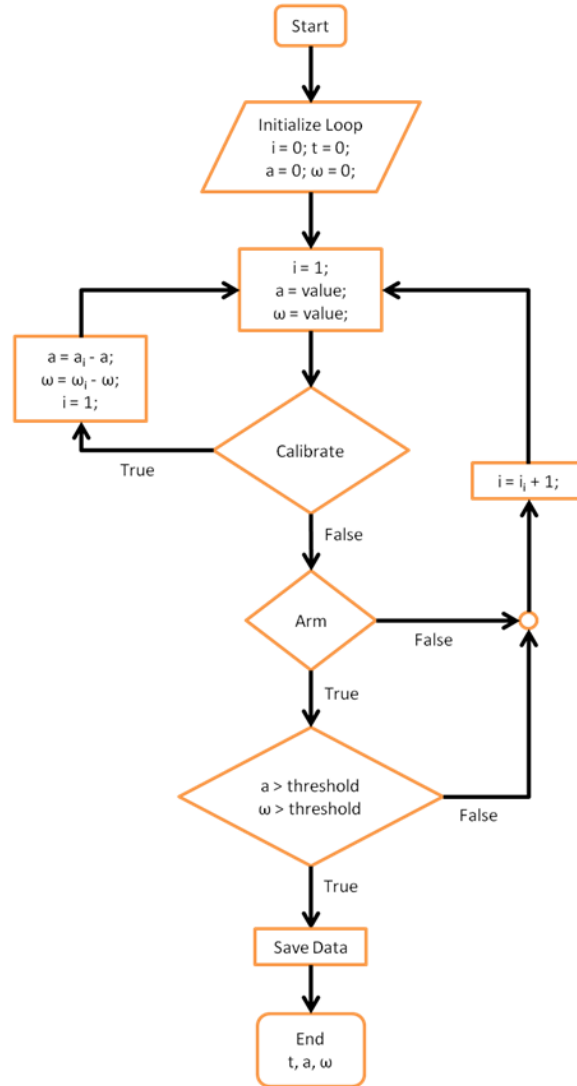 Start
Initialize Loop
i = 0; t = 0;
a = 0; ω = 0;
i = 1;
a = value;
ω = value;
a = aᵢ - a;
ω = ωᵢ - ω;
i = 1;
Calibrate
True
i = iᵢ + 1;
False
Arm
False
True
a > threshold
ω > threshold
False
True
Save Data
End
t, a, ω